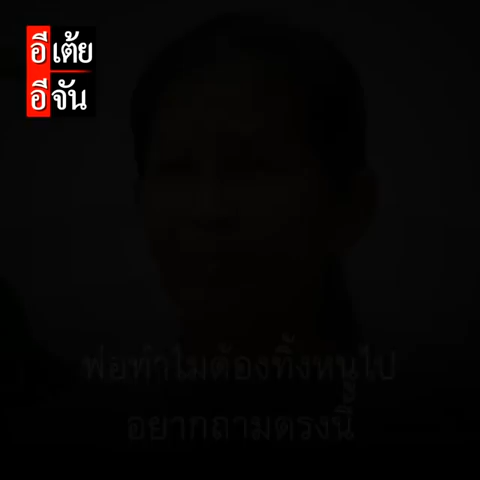 อีเต้ย
อีจัน
พ่อทำไมต้องทิ้งหนูไป
อยากถามตรงนี้